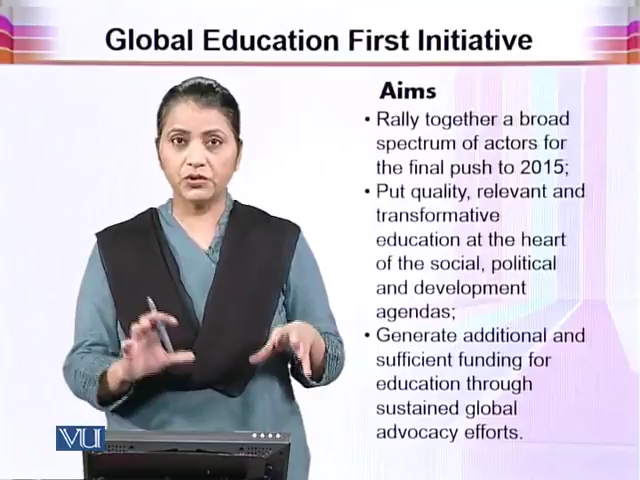 Global Education First Initiative
Aims
• Rally together a broad
spectrum of actors for
the final push to 2015;
• Put quality, relevant and
transformative
education at the heart
of the social, political
and development
agendas;
• Generate additional and
sufficient funding for
education through
sustained global
advocacy efforts.
VU